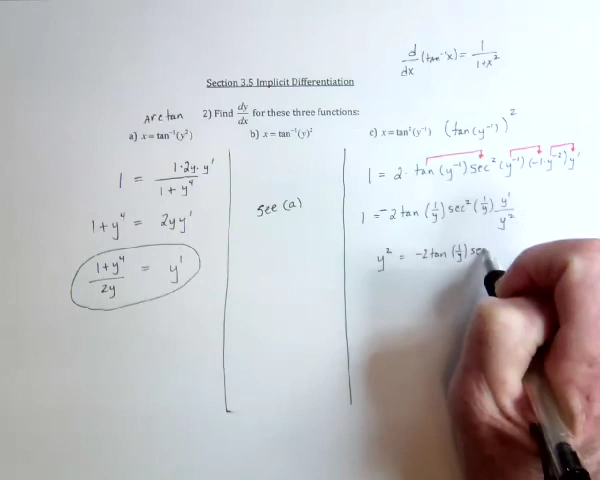 d/dx (tan⁻¹x) = 1/(1+x²)
Section 3.5 Implicit Differentiation
Arctan
2) Find dy/dx for these three functions:
a) x = tan⁻¹(y²)
b) x = tan⁻¹(y)²
c) x = tan²(y⁻¹) (tan(y⁻¹))²
1 = 1·2y·y'/(1+y⁴)
1+y⁴ = 2yy'
(1+y⁴)/2y = y'
see (a)
1 = 2·tan(y⁻¹)sec²(y⁻¹)(-1·y⁻²)y'
1 = -2tan(1/y)sec²(1/y) y'/y²
y² = -2tan(1/y)se